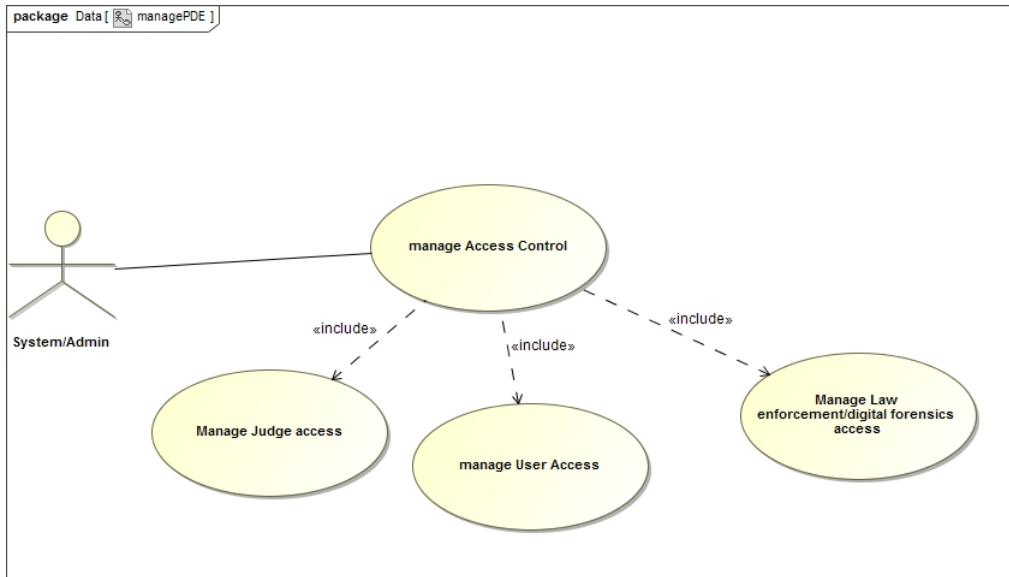 package Data [ managePDE ]
manage Access Control
«include»
«include»
«include»
System/Admin
Manage Judge access
manage User Access
Manage Law
enforcement/digital forensics
access